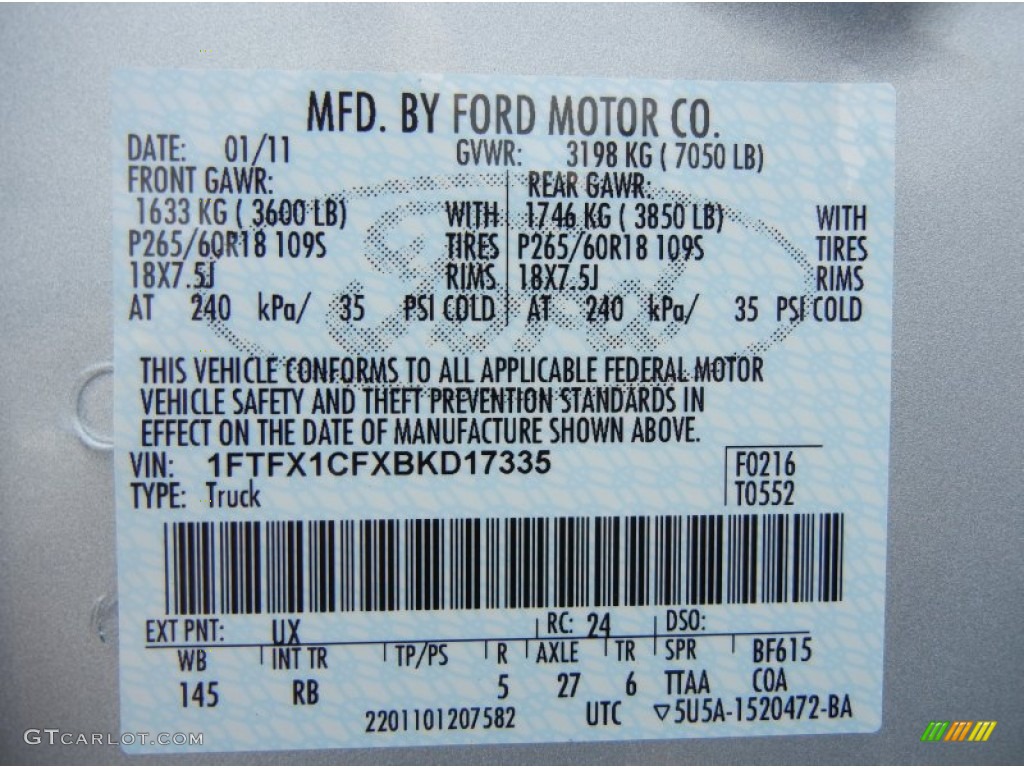 MFD. BY FORD MOTOR CO.
DATE: 01/11 GVWR: 3198 KG ( 7050 LB)
FRONT GAWR: REAR GAWR:
1633 KG ( 3600 LB) WITH 1746 KG ( 3850 LB) WITH
P265/60R18 109S TIRES P265/60R18 109S TIRES
18X7.5J RIMS 18X7.5J RIMS
AT 240 kPa/ 35 PSI COLD AT 240 kPa/ 35 PSI COLD
Ford
THIS VEHICLE CONFORMS TO ALL APPLICABLE FEDERAL MOTOR
VEHICLE SAFETY AND THEFT PREVENTION STANDARDS IN
EFFECT ON THE DATE OF MANUFACTURE SHOWN ABOVE.
VIN: 1FTFX1CFXBKD17335 F0216
TYPE: Truck T0552
EXT PNT: UX RC: 24 DSO:
WB INT TR TP/PS R AXLE TR SPR BF615
145 RB 5 27 6 TTAA COA
2201101207582 UTC ▽5U5A-1520472-BA
GTCARLOT.COM